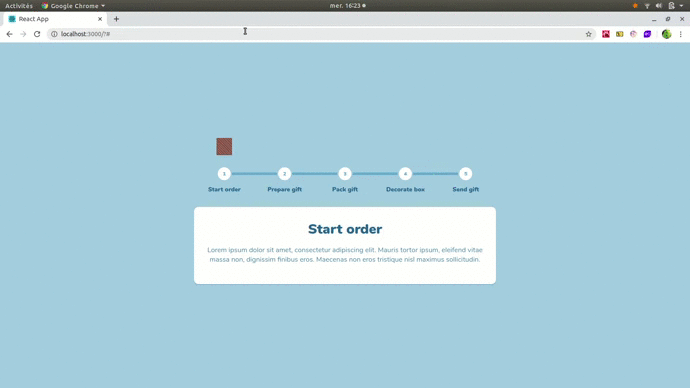 Activités
Google Chrome
mer. 16:23
React App
localhost:3000/?#
1 2 3 4 5
Start order Prepare gift Pack gift Decorate box Send gift
Start order
Lorem ipsum dolor sit amet, consectetur adipiscing elit. Mauris tortor ipsum, eleifend vitae
massa non, dignissim finibus eros. Maecenas non eros tristique nisl maximus sollicitudin.